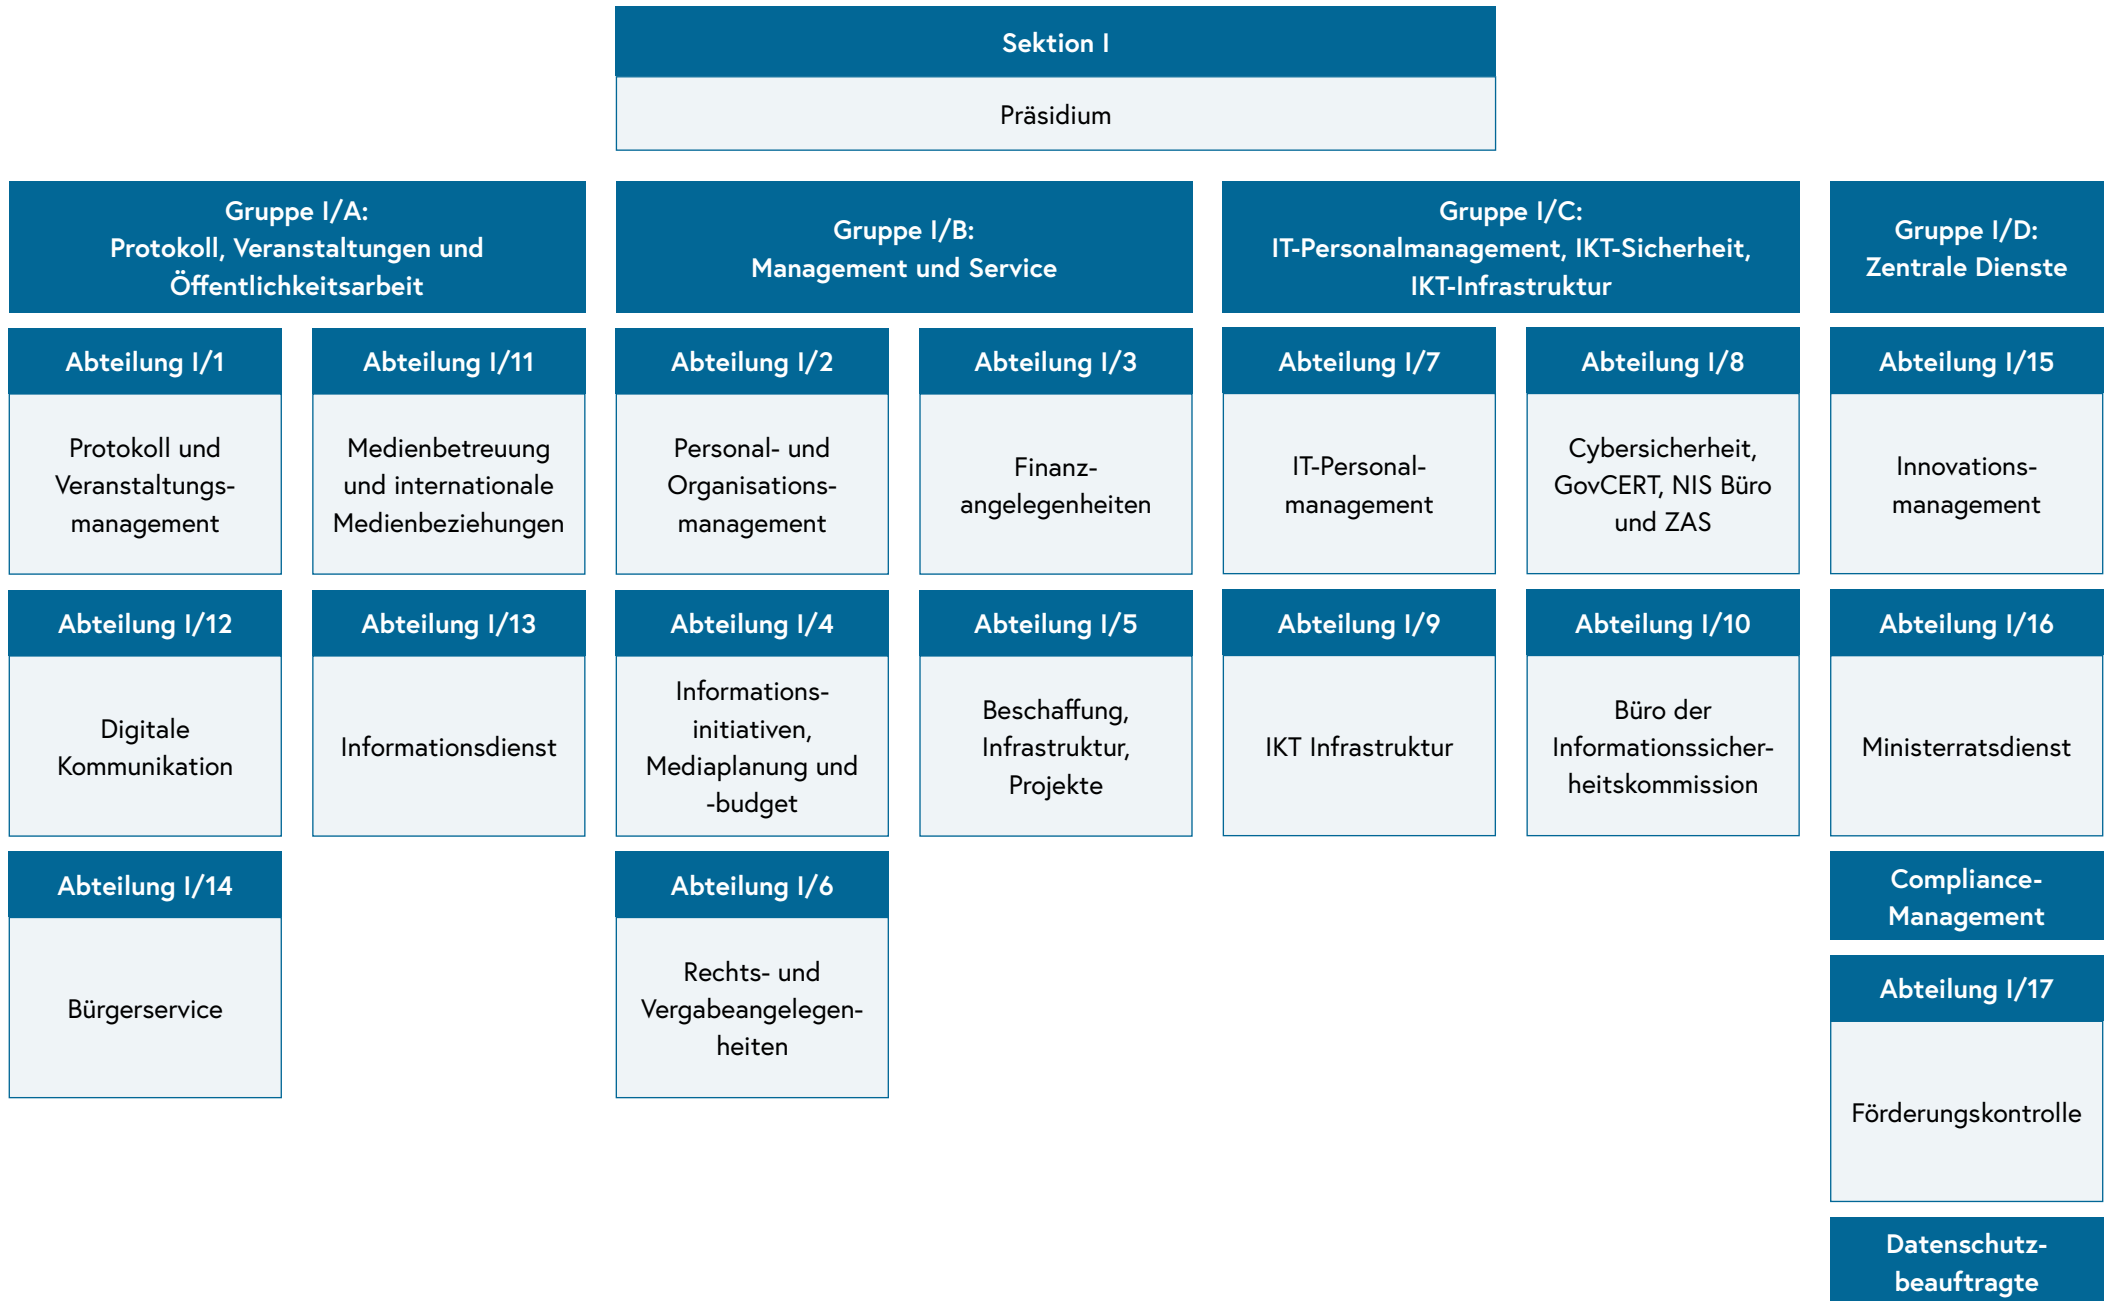 Sektion I
Präsidium
Gruppe I/A:
Protokoll, Veranstaltungen und
Öffentlichkeitsarbeit
Gruppe I/B:
Management und Service
Gruppe I/C:
IT-Personalmanagement, IKT-Sicherheit,
IKT-Infrastruktur
Gruppe I/D:
Zentrale Dienste
Abteilung I/1
Protokoll und
Veranstaltungs-
management
Abteilung I/11
Medienbetreuung
und internationale
Medienbeziehungen
Abteilung I/2
Personal- und
Organisations-
management
Abteilung I/3
Finanz-
angelegenheiten
Abteilung I/7
IT-Personal-
management
Abteilung I/8
Cybersicherheit,
GovCERT, NIS Büro
und ZAS
Abteilung I/15
Innovations-
management
Abteilung I/12
Digitale
Kommunikation
Abteilung I/13
Informationsdienst
Abteilung I/4
Informations-
initiativen,
Mediaplanung und
-budget
Abteilung I/5
Beschaffung,
Infrastruktur,
Projekte
Abteilung I/9
IKT Infrastruktur
Abteilung I/10
Büro der
Informationssicher-
heitskommission
Abteilung I/16
Ministerratsdienst
Abteilung I/14
Bürgerservice
Abteilung I/6
Rechts- und
Vergabeangelegen-
heiten
Compliance-
Management
Abteilung I/17
Förderungskontrolle
Datenschutz-
beauftragte